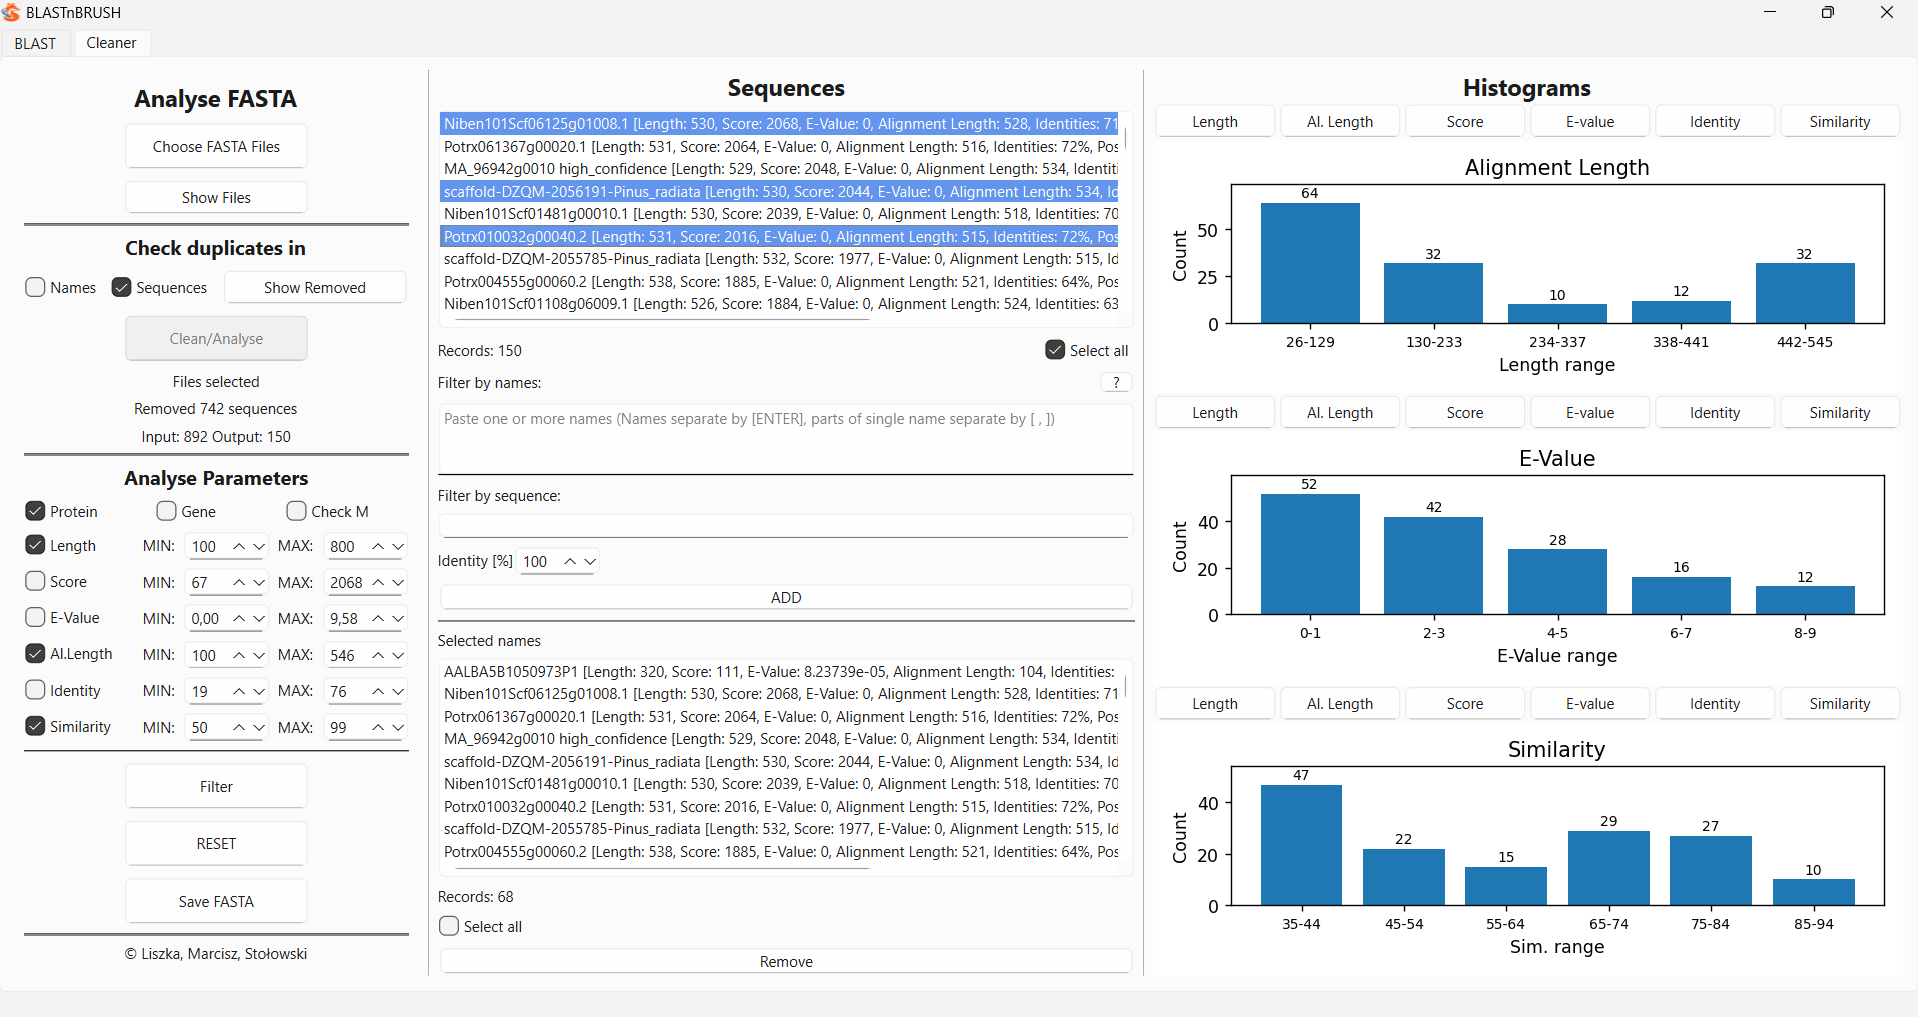 BLASTnBRUSH
BLAST
Cleaner
Analyse FASTA
Choose FASTA Files
Show Files
Check duplicates in
Names
Sequences
Show Removed
Clean/Analyse
Files selected
Removed 742 sequences
Input: 892 Output: 150
Analyse Parameters
Protein
Gene
Check M
Length MIN: 100 MAX: 800
Score MIN: 67 MAX: 2068
E-Value MIN: 0,00 MAX: 9,58
Al.Length MIN: 100 MAX: 546
Identity MIN: 19 MAX: 76
Similarity MIN: 50 MAX: 99
Filter
RESET
Save FASTA
© Liszka, Marcisz, Stołowski
Sequences
Niben101Scf06125g01008.1 [Length: 530, Score: 2068, E-Value: 0, Alignment Length: 528, Identities: 71
Potrx061367g00020.1 [Length: 531, Score: 2064, E-Value: 0, Alignment Length: 516, Identities: 72%, Pos
MA_96942g0010 high_confidence [Length: 529, Score: 2048, E-Value: 0, Alignment Length: 534, Identiti
scaffold-DZQM-2056191-Pinus_radiata [Length: 530, Score: 2044, E-Value: 0, Alignment Length: 534, Id
Niben101Scf01481g00010.1 [Length: 530, Score: 2039, E-Value: 0, Alignment Length: 518, Identities: 70
Potrx010032g00040.2 [Length: 531, Score: 2016, E-Value: 0, Alignment Length: 515, Identities: 72%, Pos
scaffold-DZQM-2055785-Pinus_radiata [Length: 532, Score: 1977, E-Value: 0, Alignment Length: 515, Id
Potrx004555g00060.2 [Length: 538, Score: 1885, E-Value: 0, Alignment Length: 521, Identities: 64%, Pos
Niben101Scf01108g06009.1 [Length: 526, Score: 1884, E-Value: 0, Alignment Length: 524, Identities: 63
Records: 150
Select all
Filter by names:
?
Paste one or more names (Names separate by [ENTER], parts of single name separate by [ , ])
Filter by sequence:
Identity [%] 100
ADD
Selected names
AALBA5B1050973P1 [Length: 320, Score: 111, E-Value: 8.23739e-05, Alignment Length: 104, Identities:
Niben101Scf06125g01008.1 [Length: 530, Score: 2068, E-Value: 0, Alignment Length: 528, Identities: 71
Potrx061367g00020.1 [Length: 531, Score: 2064, E-Value: 0, Alignment Length: 516, Identities: 72%, Pos
MA_96942g0010 high_confidence [Length: 529, Score: 2048, E-Value: 0, Alignment Length: 534, Identiti
scaffold-DZQM-2056191-Pinus_radiata [Length: 530, Score: 2044, E-Value: 0, Alignment Length: 534, Id
Niben101Scf01481g00010.1 [Length: 530, Score: 2039, E-Value: 0, Alignment Length: 518, Identities: 70
Potrx010032g00040.2 [Length: 531, Score: 2016, E-Value: 0, Alignment Length: 515, Identities: 72%, Pos
scaffold-DZQM-2055785-Pinus_radiata [Length: 532, Score: 1977, E-Value: 0, Alignment Length: 515, Id
Potrx004555g00060.2 [Length: 538, Score: 1885, E-Value: 0, Alignment Length: 521, Identities: 64%, Pos
Records: 68
Select all
Remove
Histograms
Length Al. Length Score E-value Identity Similarity
Alignment Length
64 32 10 12 32
Count
50
25
0
26-129 130-233 234-337 338-441 442-545
Length range
Length Al. Length Score E-value Identity Similarity
E-Value
52 42 28 16 12
Count
40
20
0
0-1 2-3 4-5 6-7 8-9
E-Value range
Length Al. Length Score E-value Identity Similarity
Similarity
47 22 15 29 27 10
Count
40
20
0
35-44 45-54 55-64 65-74 75-84 85-94
Sim. range